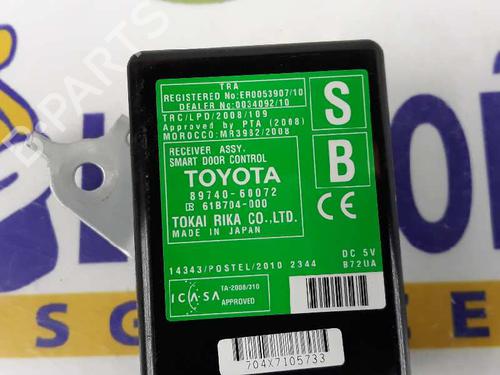 TRA
REGISTERED No:ER0053907/10
DEALER No:0034092/10
TRC/LPD/2008/109
Approved by PTA (2008)
MOROCCO:MR3982/2008
S
RECEIVER ASSY,
SMART DOOR CONTROL
TOYOTA
89740-60072
61B704-000
TOKAI RIKA CO.,LTD.
MADE IN JAPAN
B
CE
14343/POSTEL/2010 2344
DC 5V
B72UA
ICASA
TA-2008/310
APPROVED
704X7105733
B-PARTS